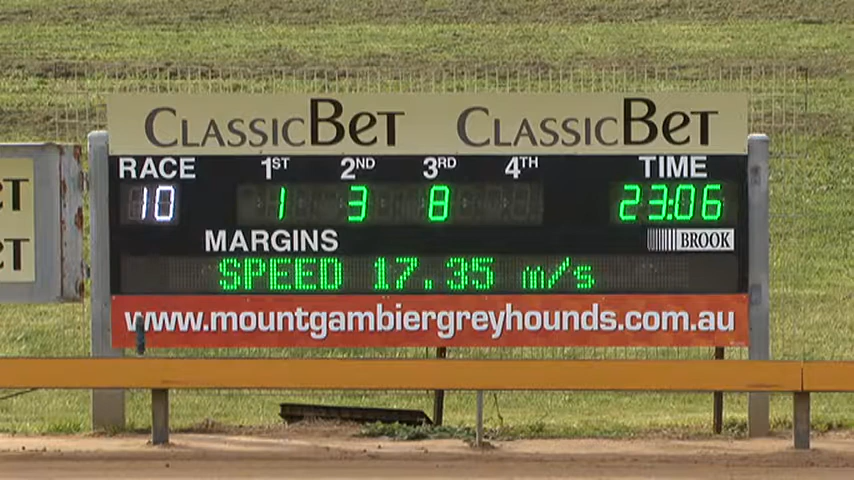 CLASSICBET CLASSICBET
RACE 1ST 2ND 3RD 4TH TIME
10 1 3 8 23:06
MARGINS BROOK
SPEED 17.35 m/s
www.mountgambiergreyhounds.com.au
T
T